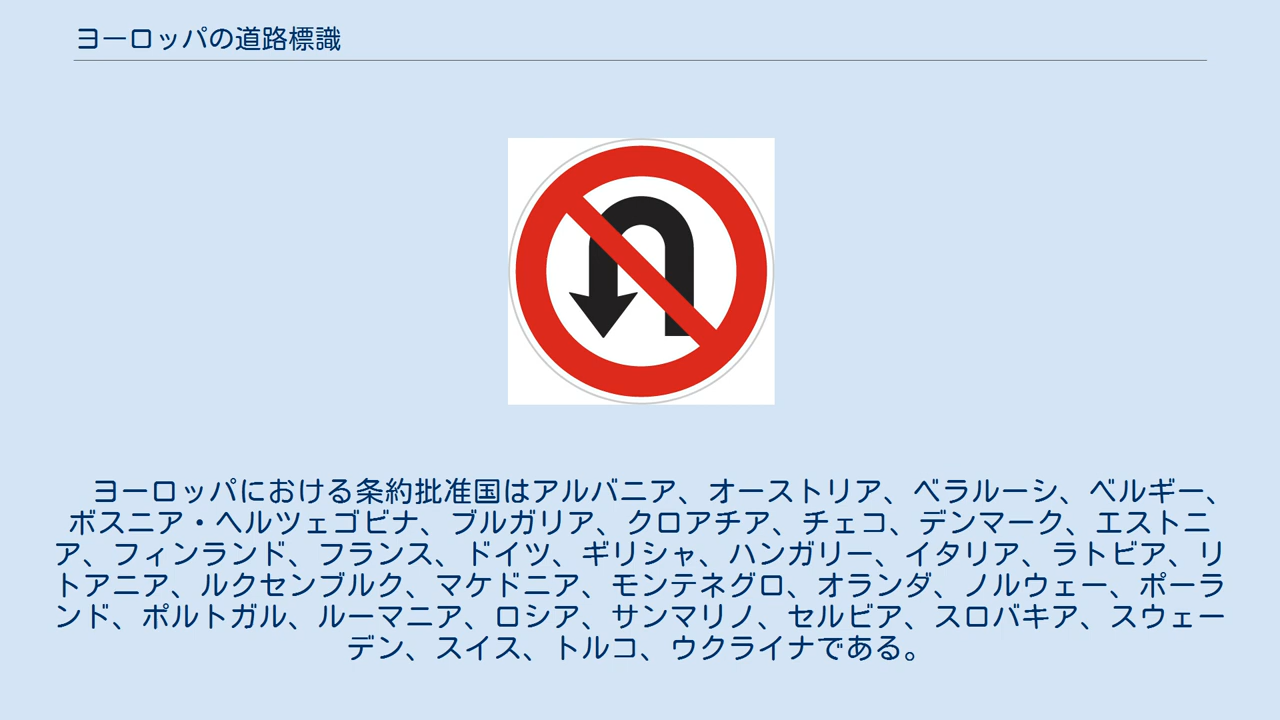 ヨーロッパの道路標識
ヨーロッパにおける条約批准国はアルバニア、オーストリア、ベラルーシ、ベルギー、
ボスニア・ヘルツェゴビナ、ブルガリア、クロアチア、チェコ、デンマーク、エストニ
ア、フィンランド、フランス、ドイツ、ギリシャ、ハンガリー、イタリア、ラトビア、リ
トアニア、ルクセンブルク、マケドニア、モンテネグロ、オランダ、ノルウェー、ポーラ
ンド、ポルトガル、ルーマニア、ロシア、サンマリノ、セルビア、スロバキア、スウェー
デン、スイス、トルコ、ウクライナである。